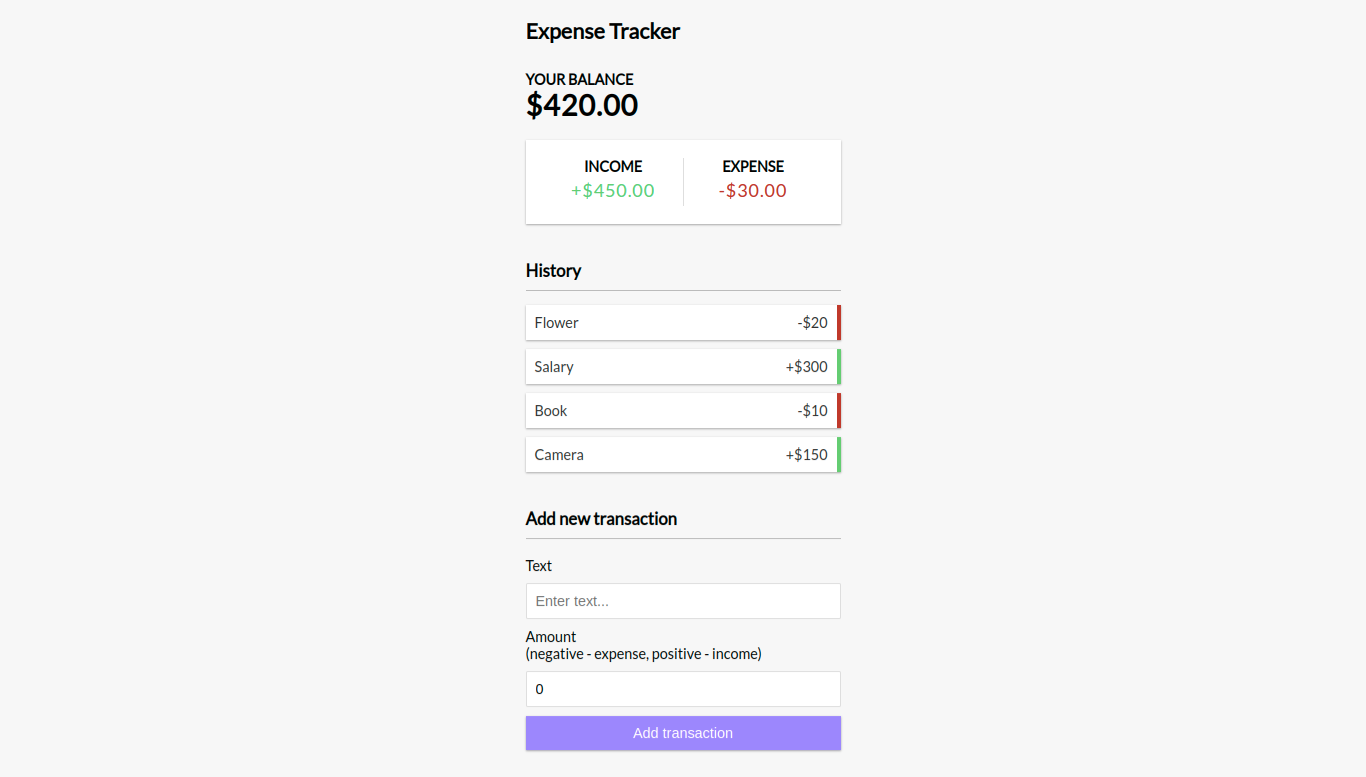 Expense Tracker
YOUR BALANCE
$420.00
INCOME EXPENSE
+$450.00 -$30.00
History
Flower -$20
Salary +$300
Book -$10
Camera +$150
Add new transaction
Text
Enter text...
Amount
(negative - expense, positive - income)
0
Add transaction